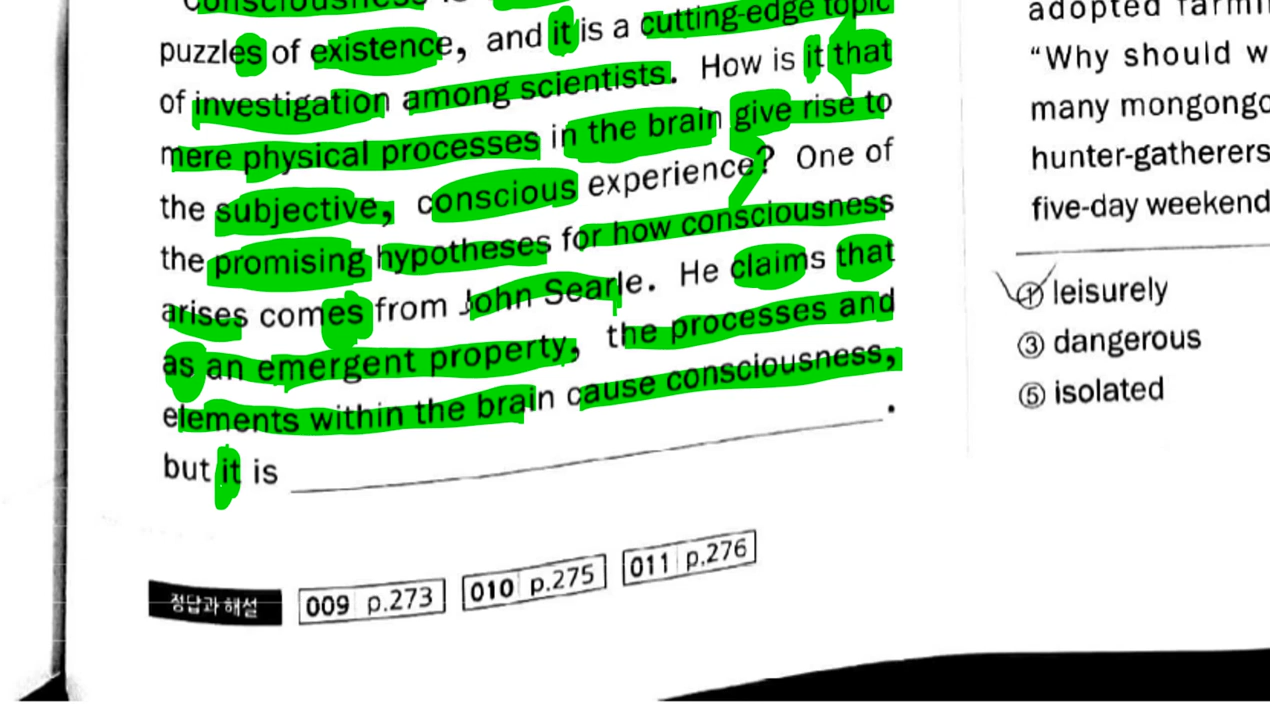 consciousness is
puzzles of existence, and it is a cutting-edge topic
of investigation among scientists. How is it that
mere physical processes in the brain give rise to
the subjective, conscious experience? One of
the promising hypotheses for how consciousness
arises comes from John Searle. He claims that
as an emergent property, the processes and
elements within the brain cause consciousness,
but it is .
정답과 해설 009 p.273 010 p.275 011 p.276
adopted
"Why should w
many mongongo
hunter-gatherers
five-day weekend
① leisurely
③ dangerous
⑤ isolated